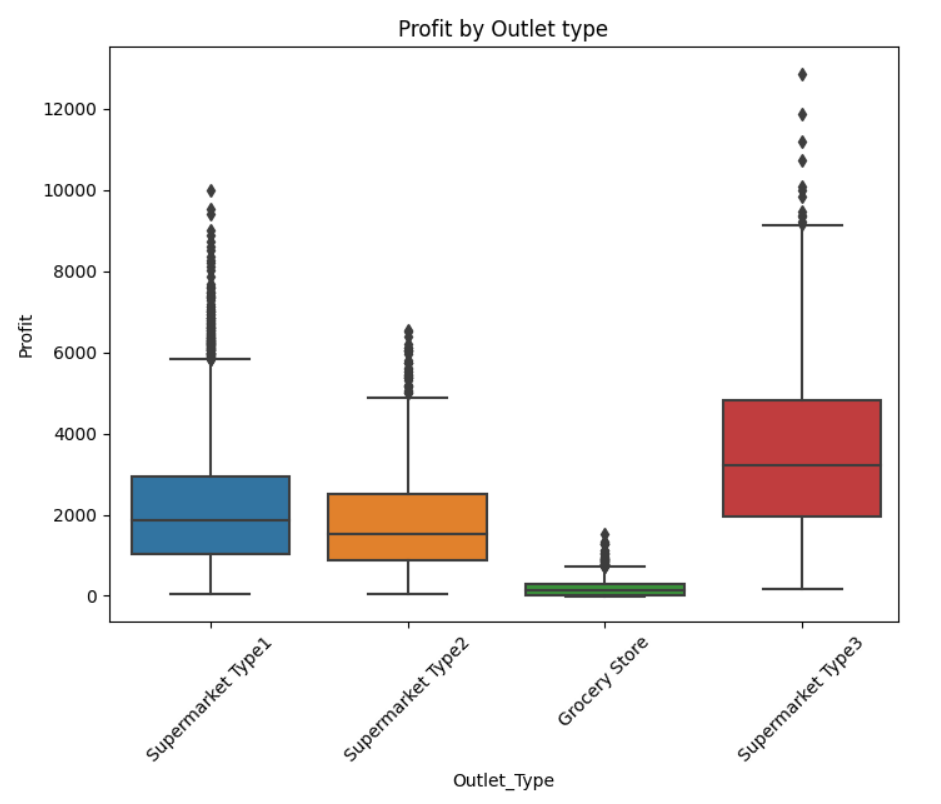 Profit by Outlet type
12000
10000
8000
6000
4000
2000
0
Profit
Supermarket Type1
Supermarket Type2
Grocery Store
Supermarket Type3
Outlet_Type